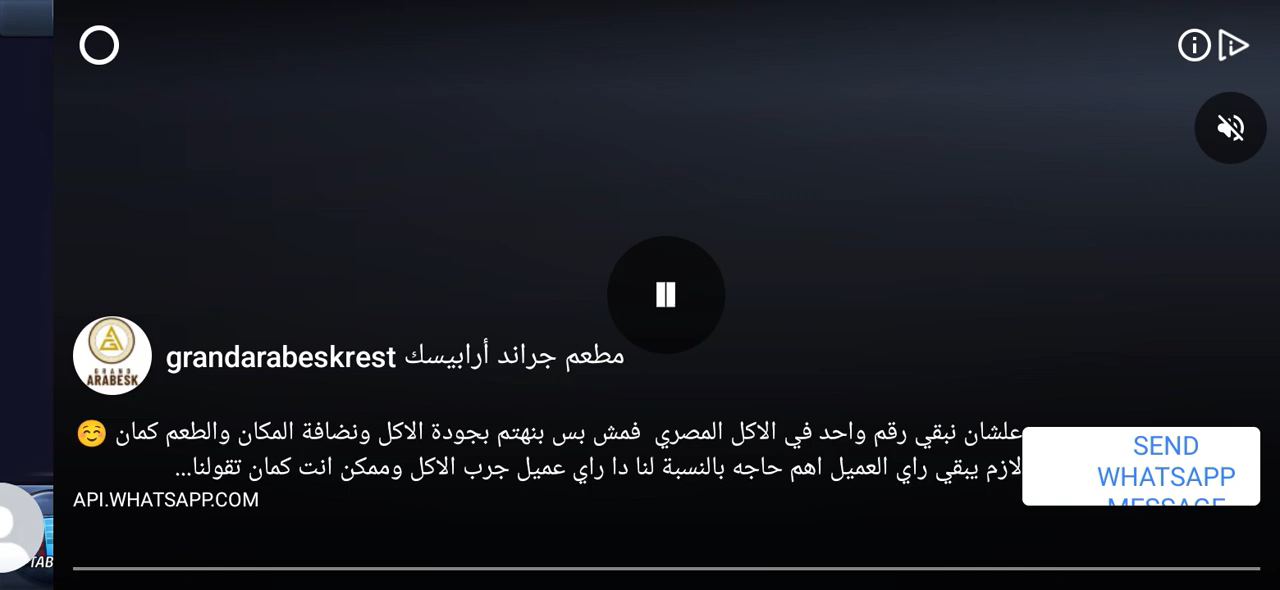 GRAND
ARABESK
grandarabeskrest مطعم جراند أرابيسك
علشان نبقي رقم واحد في الاكل المصري فمش بس بنهتم بجودة الاكل ونضافة المكان والطعم كمان ☺️
لازم يبقي راي العميل اهم حاجه بالنسبة لنا دا راي عميل جرب الاكل وممكن انت كمان تقولنا...
API.WHATSAPP.COM
SEND
WHATSAPP
MESSAGE
TAB